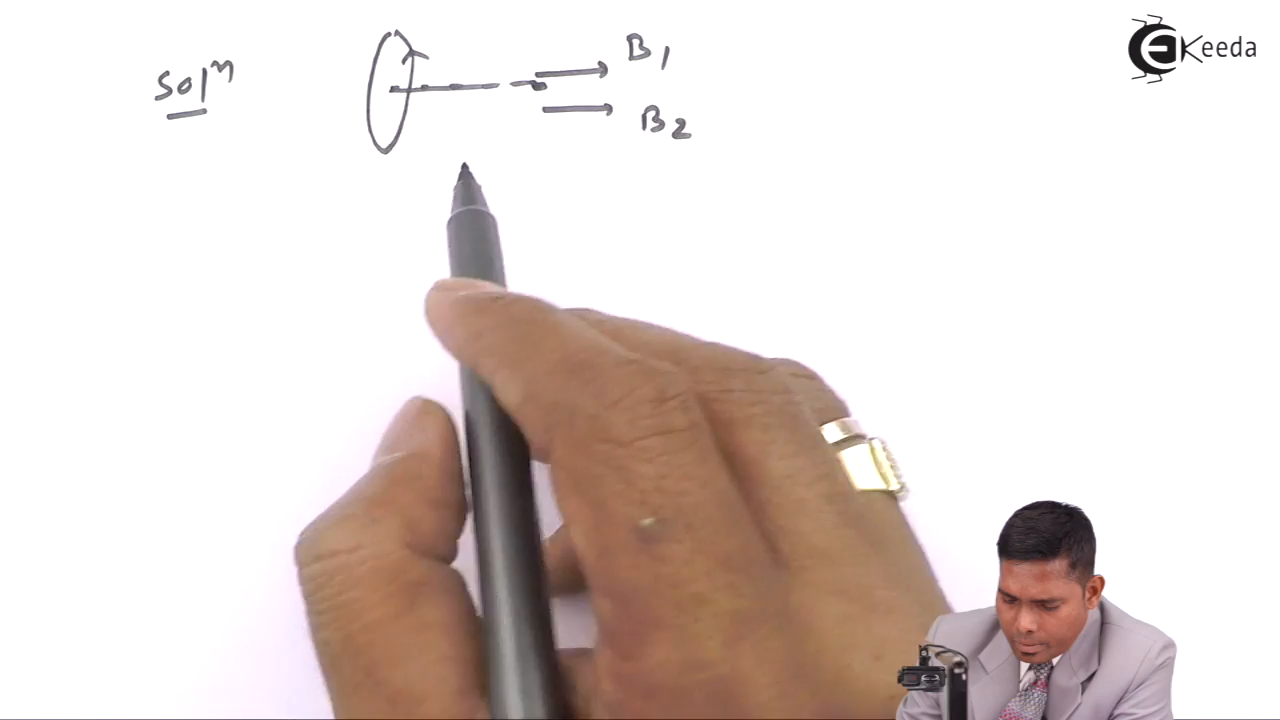 B₁
Solⁿ
B₂
Keeda